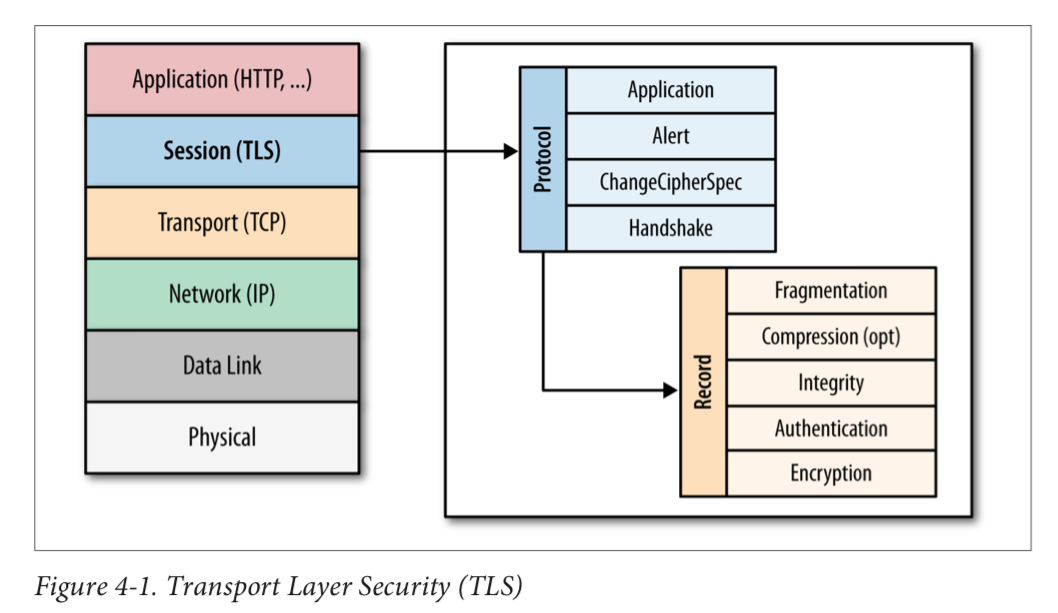 Application (HTTP, ...)
Session (TLS)
Transport (TCP)
Network (IP)
Data Link
Physical
Protocol
Application
Alert
ChangeCipherSpec
Handshake
Record
Fragmentation
Compression (opt)
Integrity
Authentication
Encryption
Figure 4-1. Transport Layer Security (TLS)